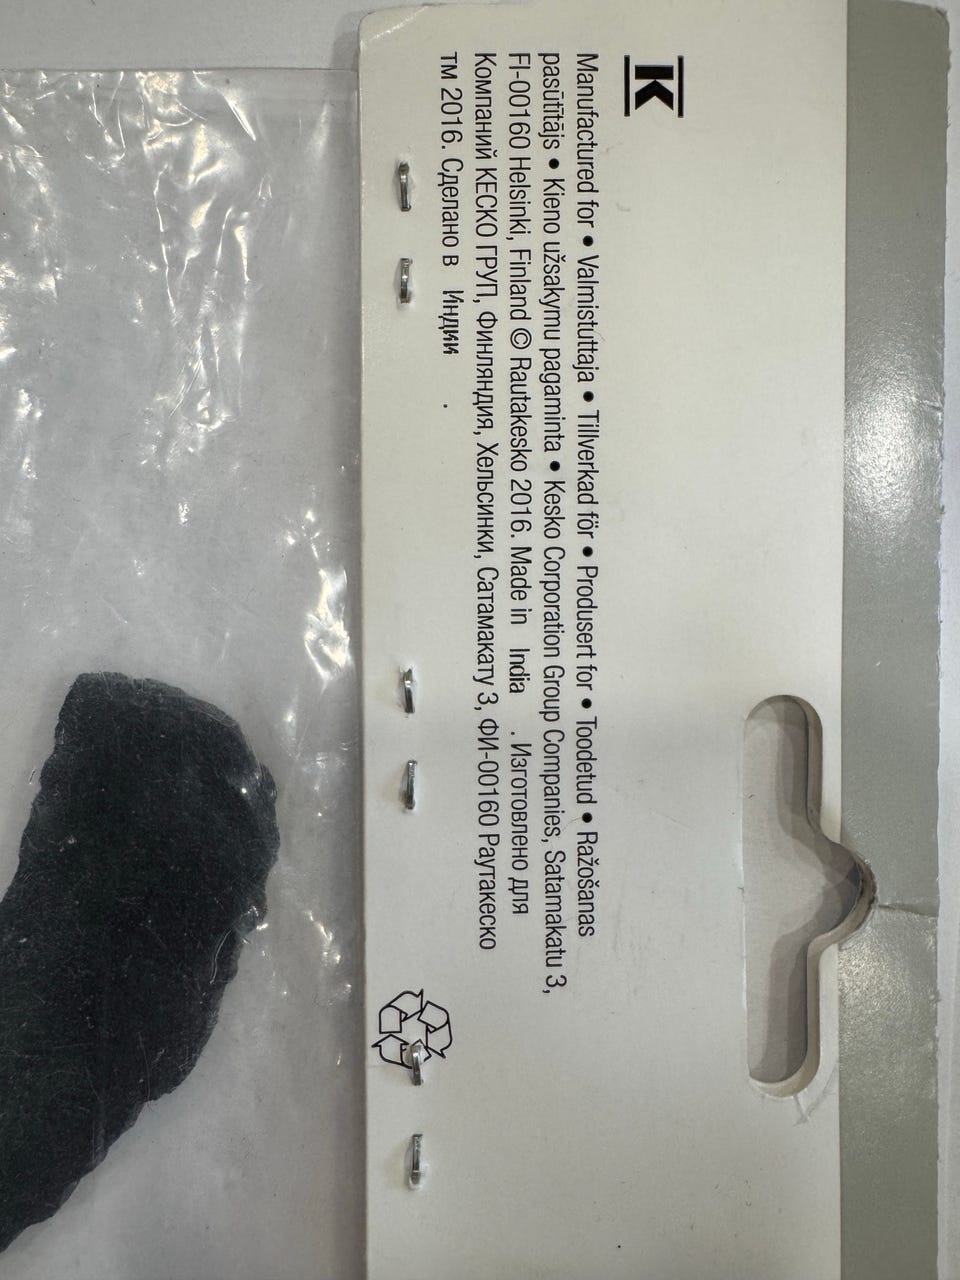 K
Manufactured for • Valmistuttaja • Tillverkad för • Produsert for • Toodetud • Ražošanas
pasūtītājs • Kieno užsakymu pagaminta • Kesko Corporation Group Companies, Satamakatu 3,
FI-00160 Helsinki, Finland © Rautakesko 2016. Made in India . Изготовлено для
Компаний КЕСКО ГРУП, Финляндия, Хельсинки, Сатамакату 3, ФИ-00160 Раутакеско
тм 2016. Сделано в Индии .